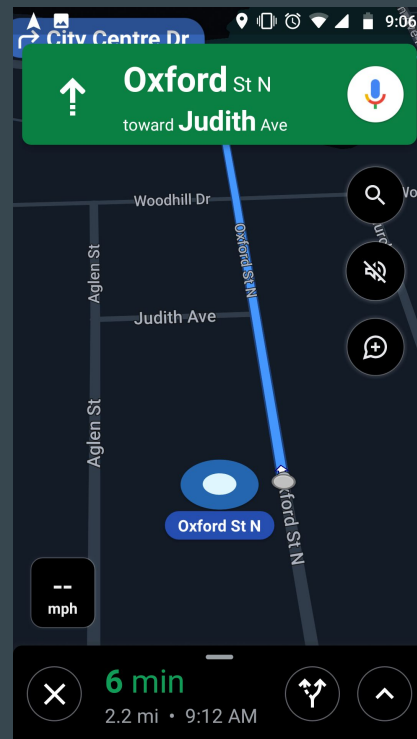 9:06
City Centre Dr
Oxford St N
toward Judith Ave
Woodhill Dr
Oxford St N
Aglen St
Judith Ave
Aglen St
Oxford St N
xford St N
--
mph
6 min
2.2 mi • 9:12 AM